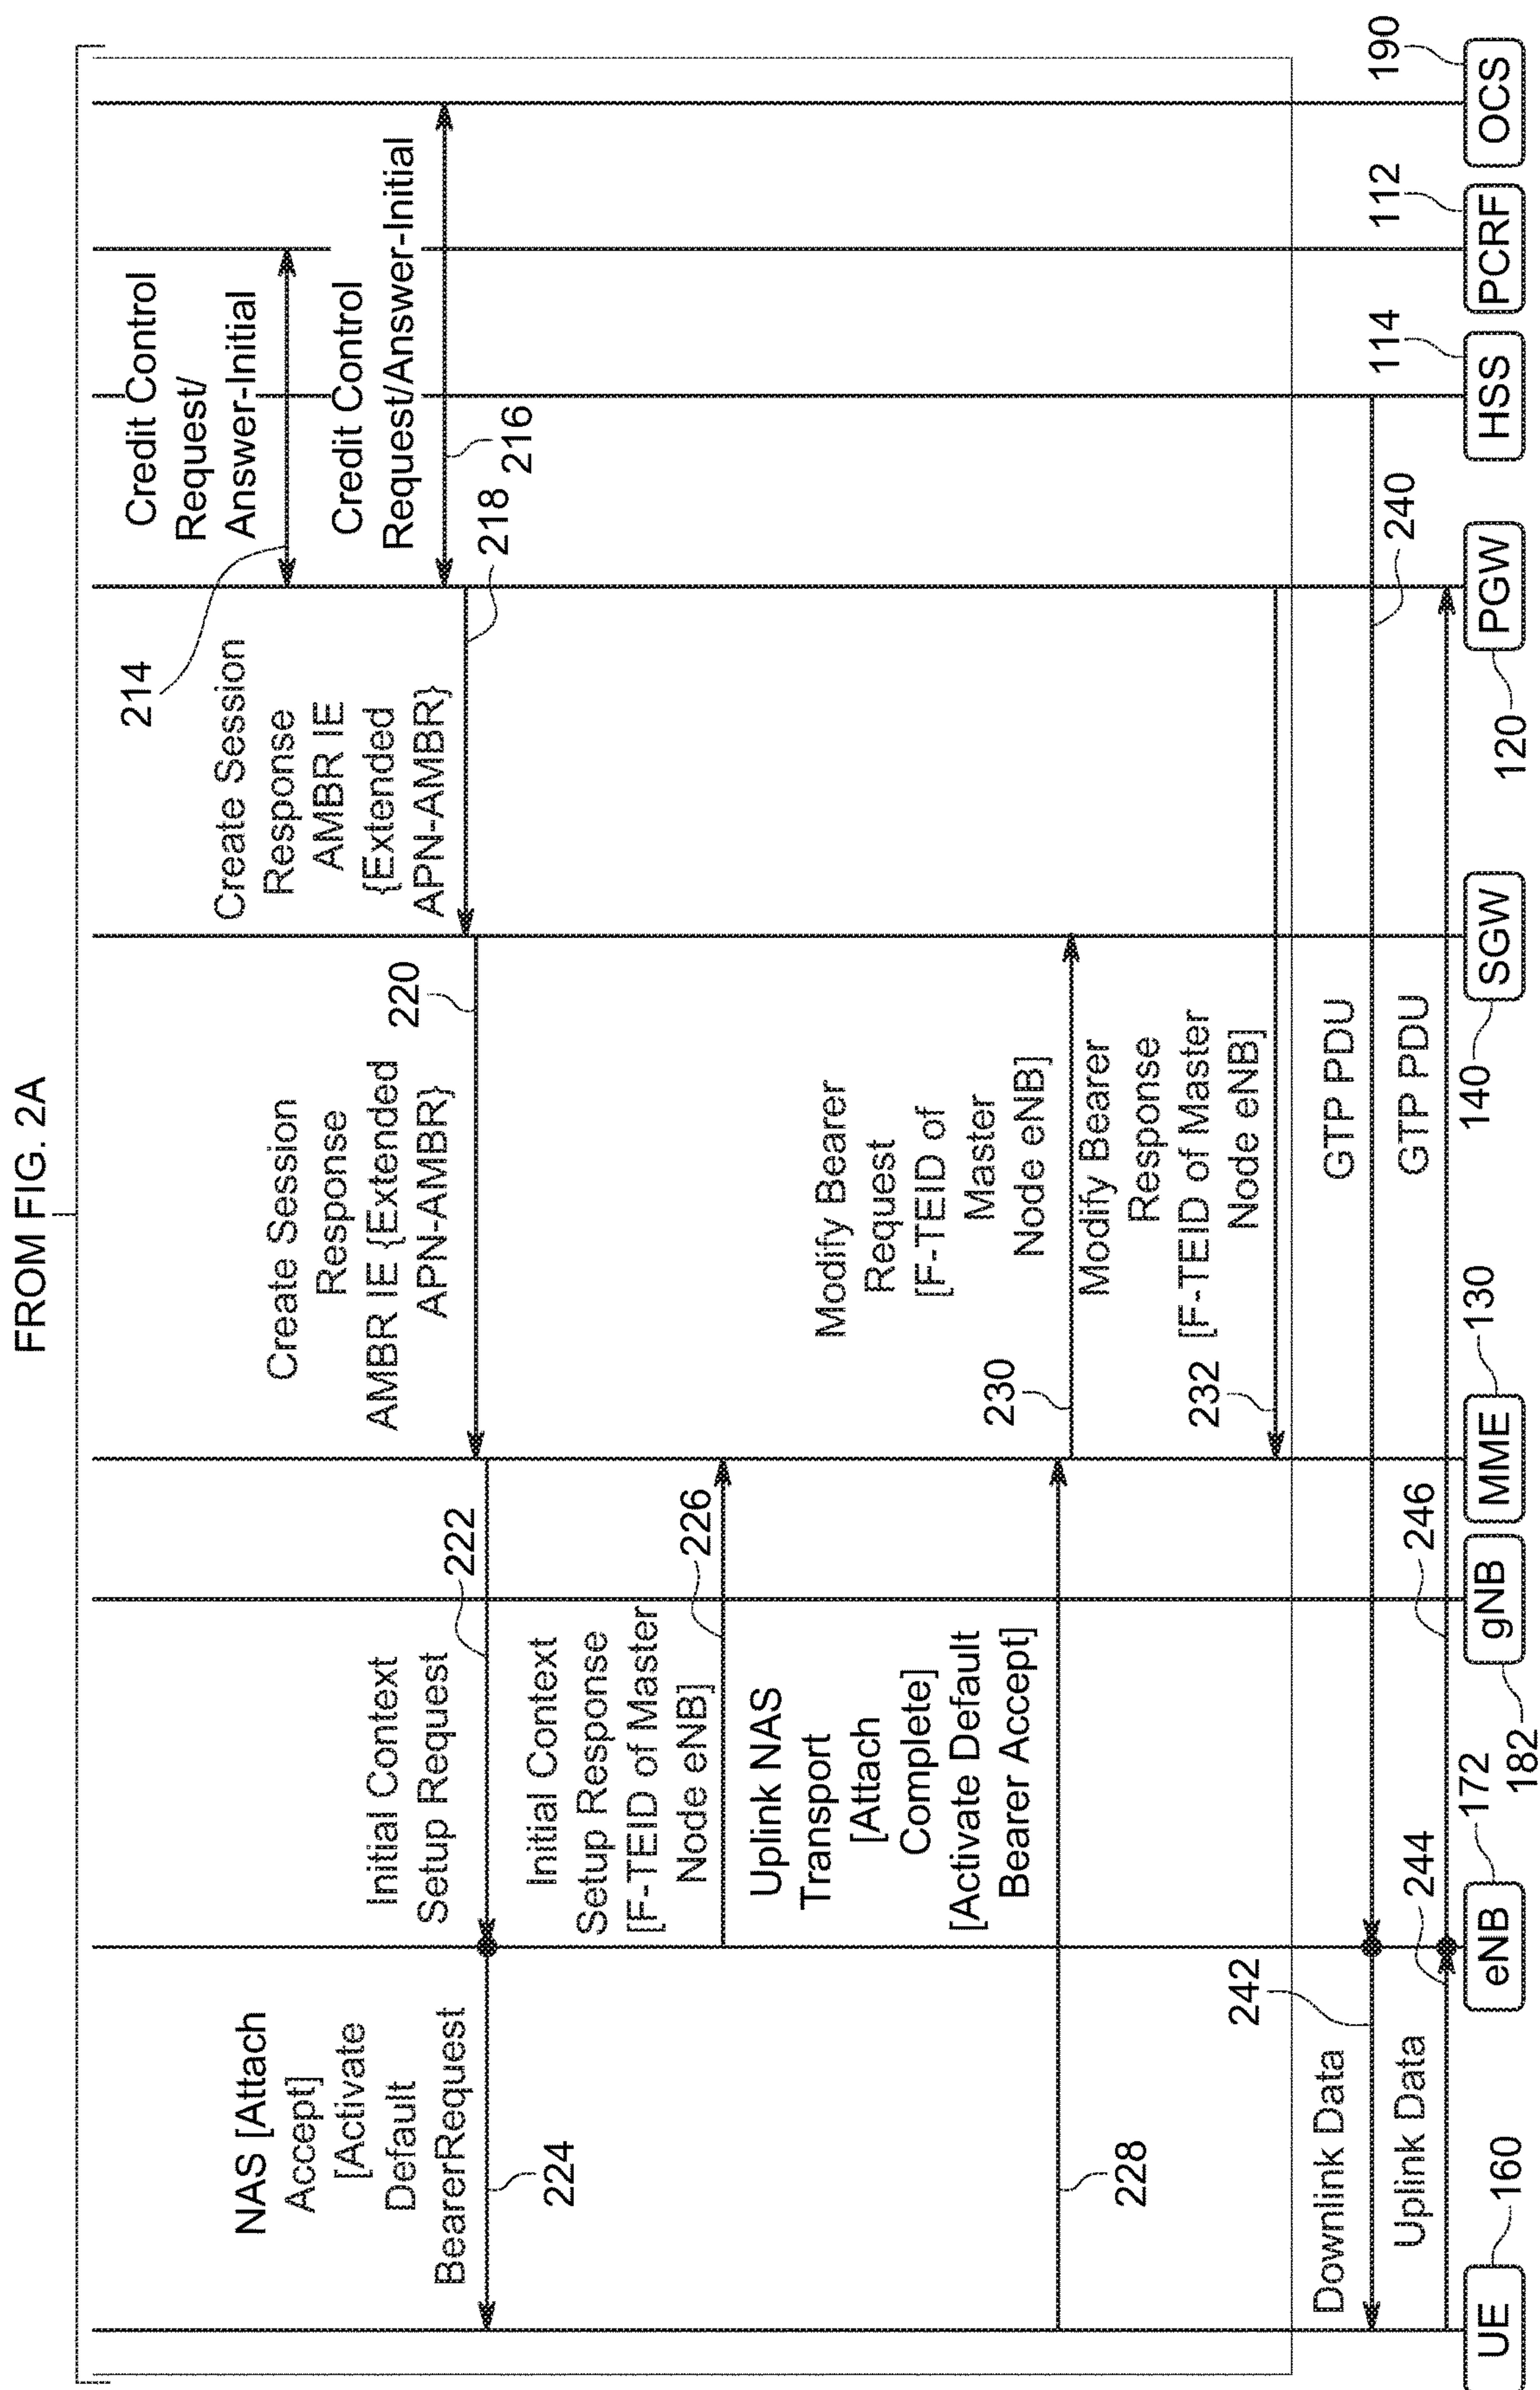 FROM FIG. 2A
Credit Control
Request/
Answer-Initial
214
Credit Control
Request/Answer-Initial
216
Create Session
Response
AMBR IE
{Extended
APN-AMBR}
218
Create Session
Response
AMBR IE {Extended
APN-AMBR}
220
Initial Context
Setup Request
222
NAS [Attach
Accept]
[Activate
Default
BearerRequest
224
Initial Context
Setup Response
[F-TEID of Master
Node eNB]
226
Uplink NAS
Transport
[Attach
Complete]
[Activate Default
Bearer Accept]
228
Modify Bearer
Request
[F-TEID of
Master
Node eNB]
230
Modify Bearer
Response
[F-TEID of Master
Node eNB]
232
GTP PDU
240
Downlink Data
242
Uplink Data
244
GTP PDU
246
UE
160
eNB
172
gNB
182
MME
130
SGW
140
PGW
120
HSS
114
PCRF
112
OCS
190